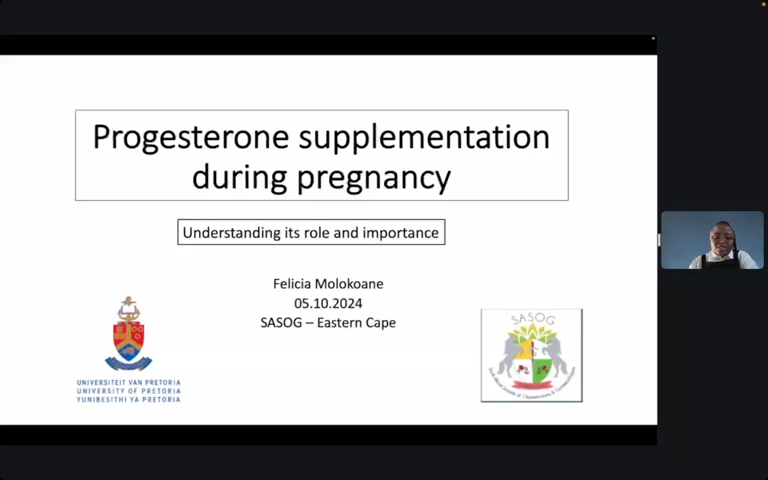 Progesterone supplementation
during pregnancy
Understanding its role and importance
Felicia Molokoane
05.10.2024
SASOG – Eastern Cape
UNIVERSITEIT VAN PRETORIA
UNIVERSITY OF PRETORIA
YUNIBESITHI YA PRETORIA
SASOG